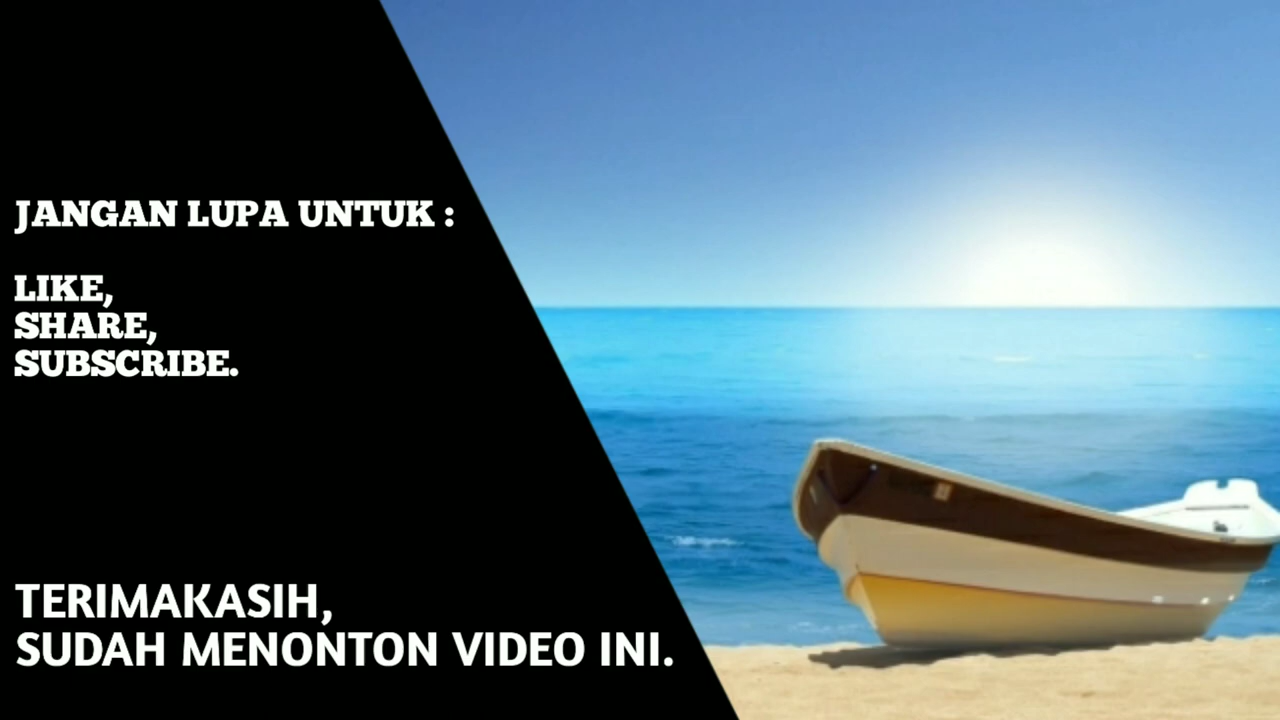 JANGAN LUPA UNTUK :
LIKE,
SHARE,
SUBSCRIBE.
TERIMAKASIH,
SUDAH MENONTON VIDEO INI.